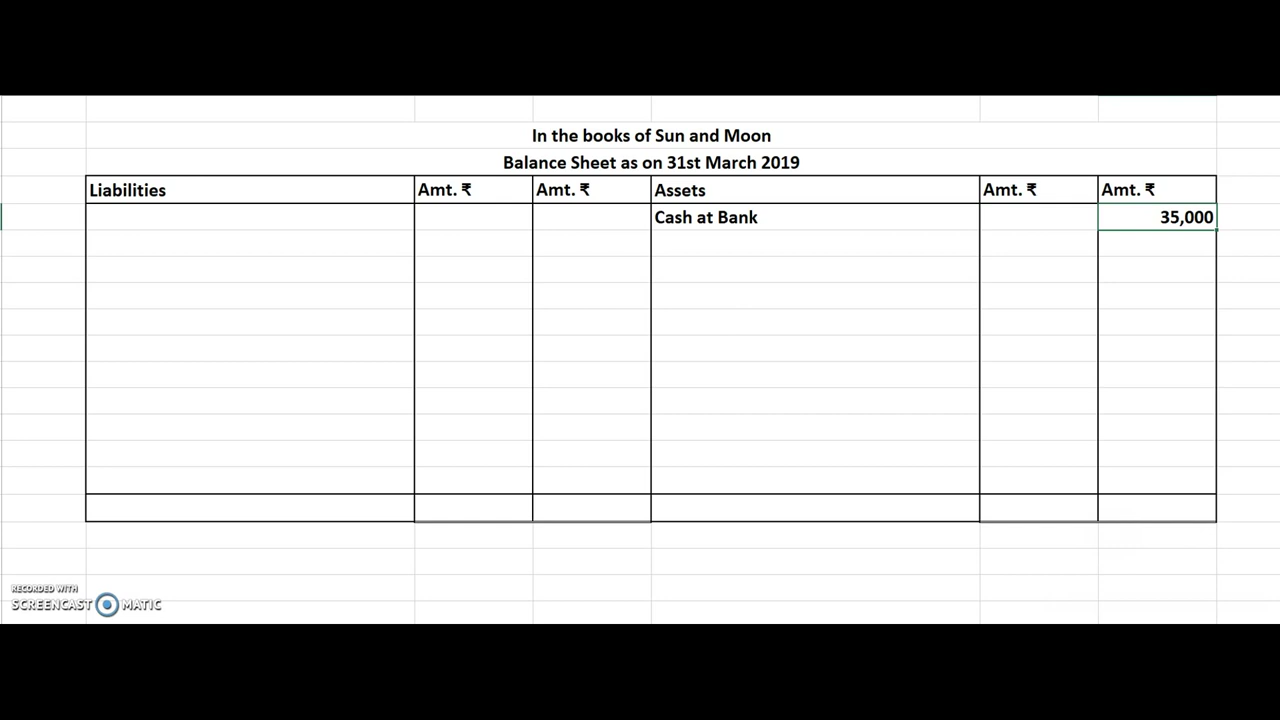 In the books of Sun and Moon
Balance Sheet as on 31st March 2019
Liabilities Amt. ₹ Amt. ₹ Assets Amt. ₹ Amt. ₹
Cash at Bank 35,000
RECORDED WITH
SCREENCAST MATIC